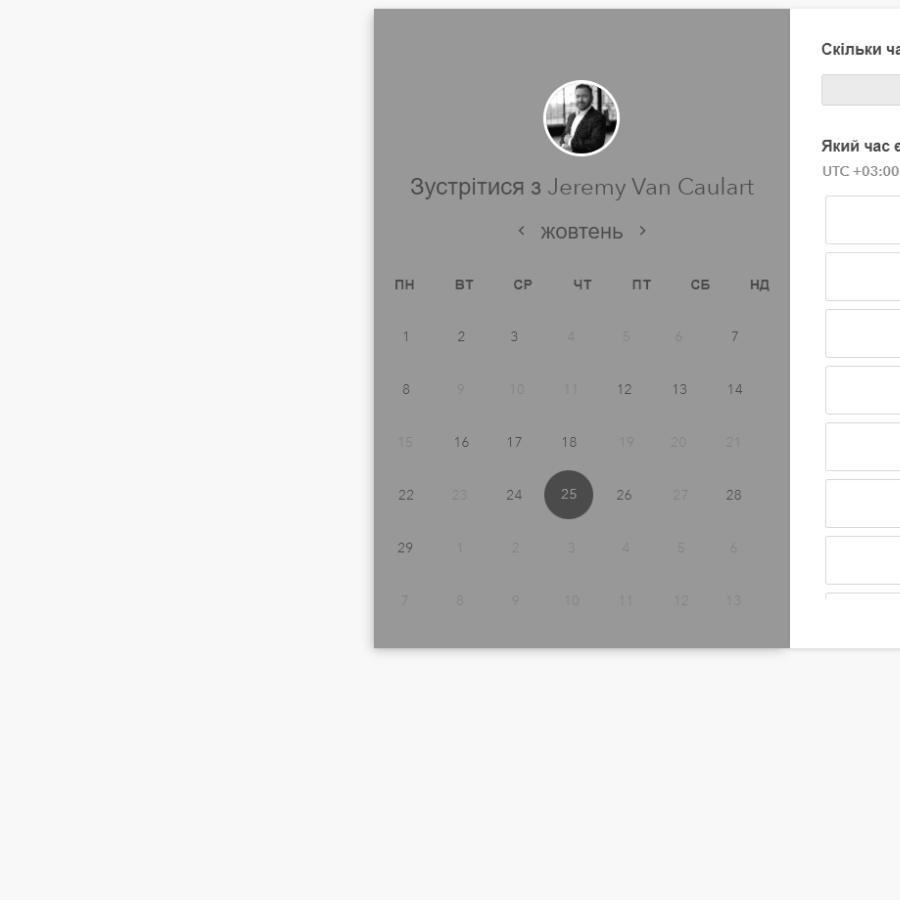 Зустрітися з Jeremy Van Caulart
жовтень
ПН ВТ СР ЧТ ПТ СБ НД
1 2 3 4 5 6 7
8 9 10 11 12 13 14
15 16 17 18 19 20 21
22 23 24 25 26 27 28
29 1 2 3 4 5 6
7 8 9 10 11 12 13
Скільки
Який час
UTC +03:00